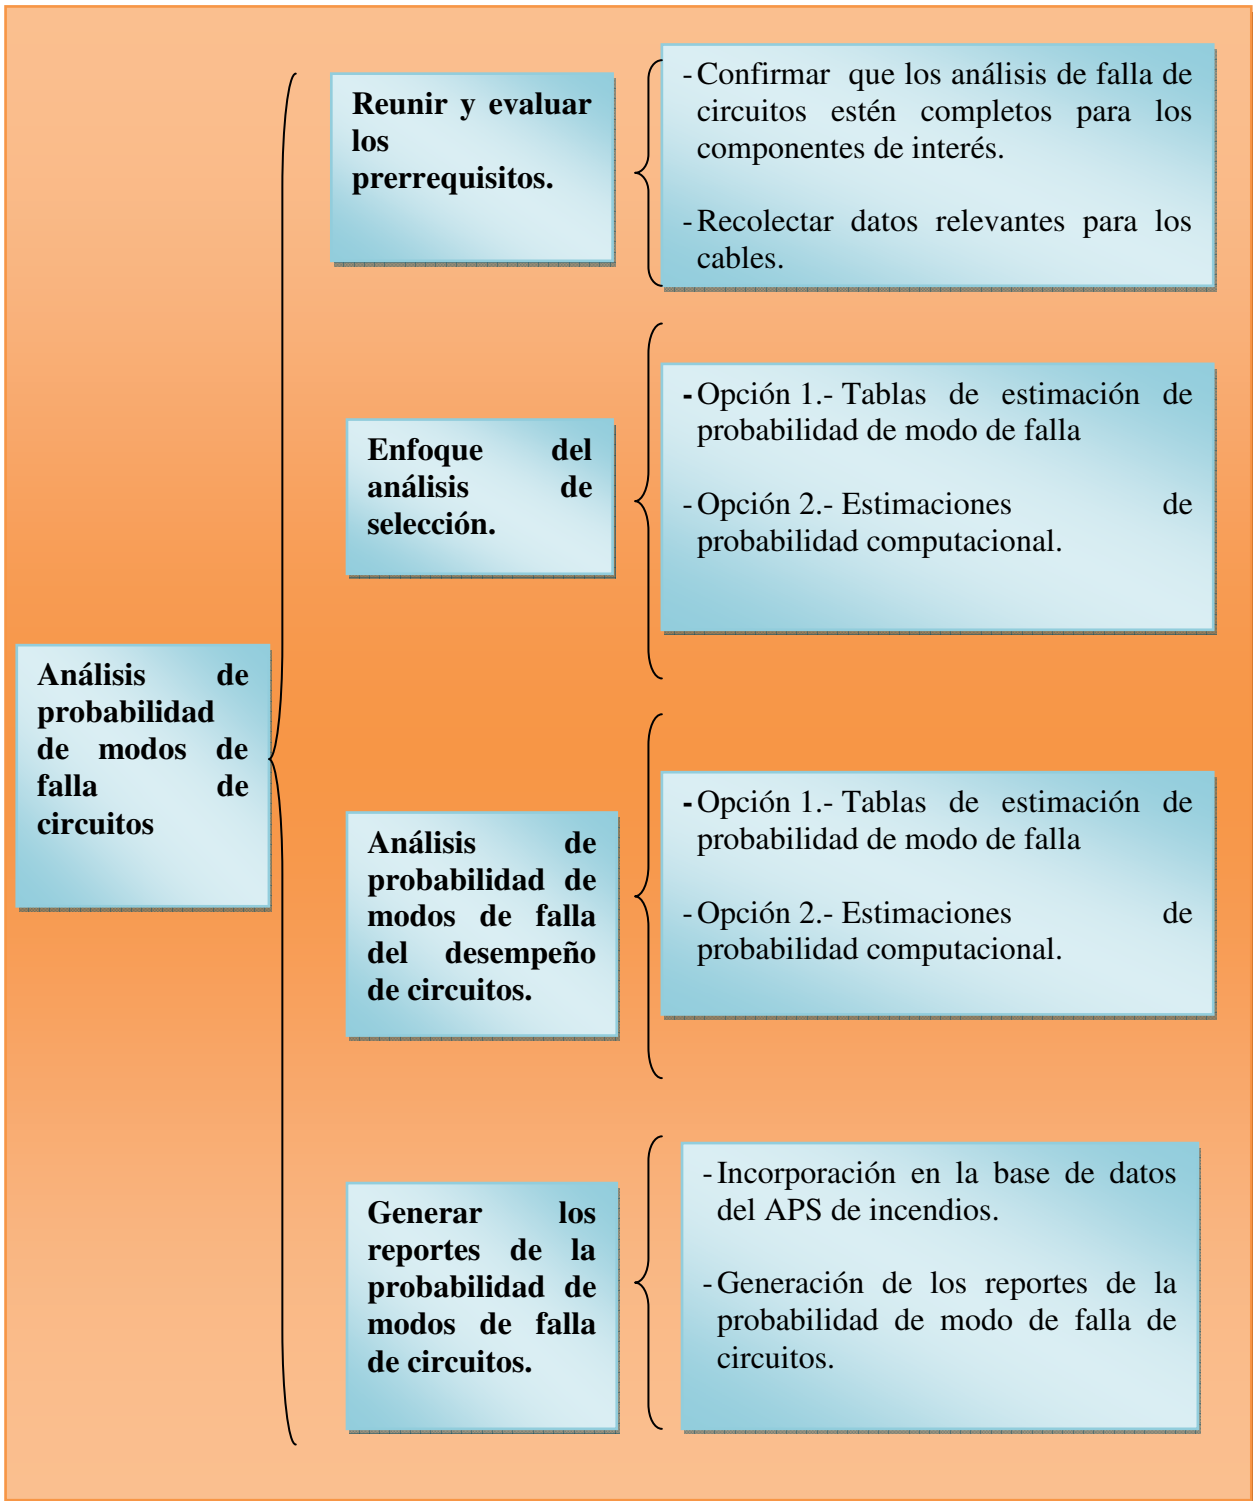 Reunir y evaluar
los
prerrequisitos.
- Confirmar que los análisis de falla de
circuitos estén completos para los
componentes de interés.
- Recolectar datos relevantes para los
cables.
Enfoque del
análisis de
selección.
- Opción 1.- Tablas de estimación de
probabilidad de modo de falla
- Opción 2.- Estimaciones de
probabilidad computacional.
Análisis de
probabilidad
de modos de
falla de
circuitos
Análisis de
probabilidad de
modos de falla
del desempeño
de circuitos.
- Opción 1.- Tablas de estimación de
probabilidad de modo de falla
- Opción 2.- Estimaciones de
probabilidad computacional.
Generar los
reportes de la
probabilidad de
modos de falla
de circuitos.
- Incorporación en la base de datos
del APS de incendios.
- Generación de los reportes de la
probabilidad de modo de falla de
circuitos.